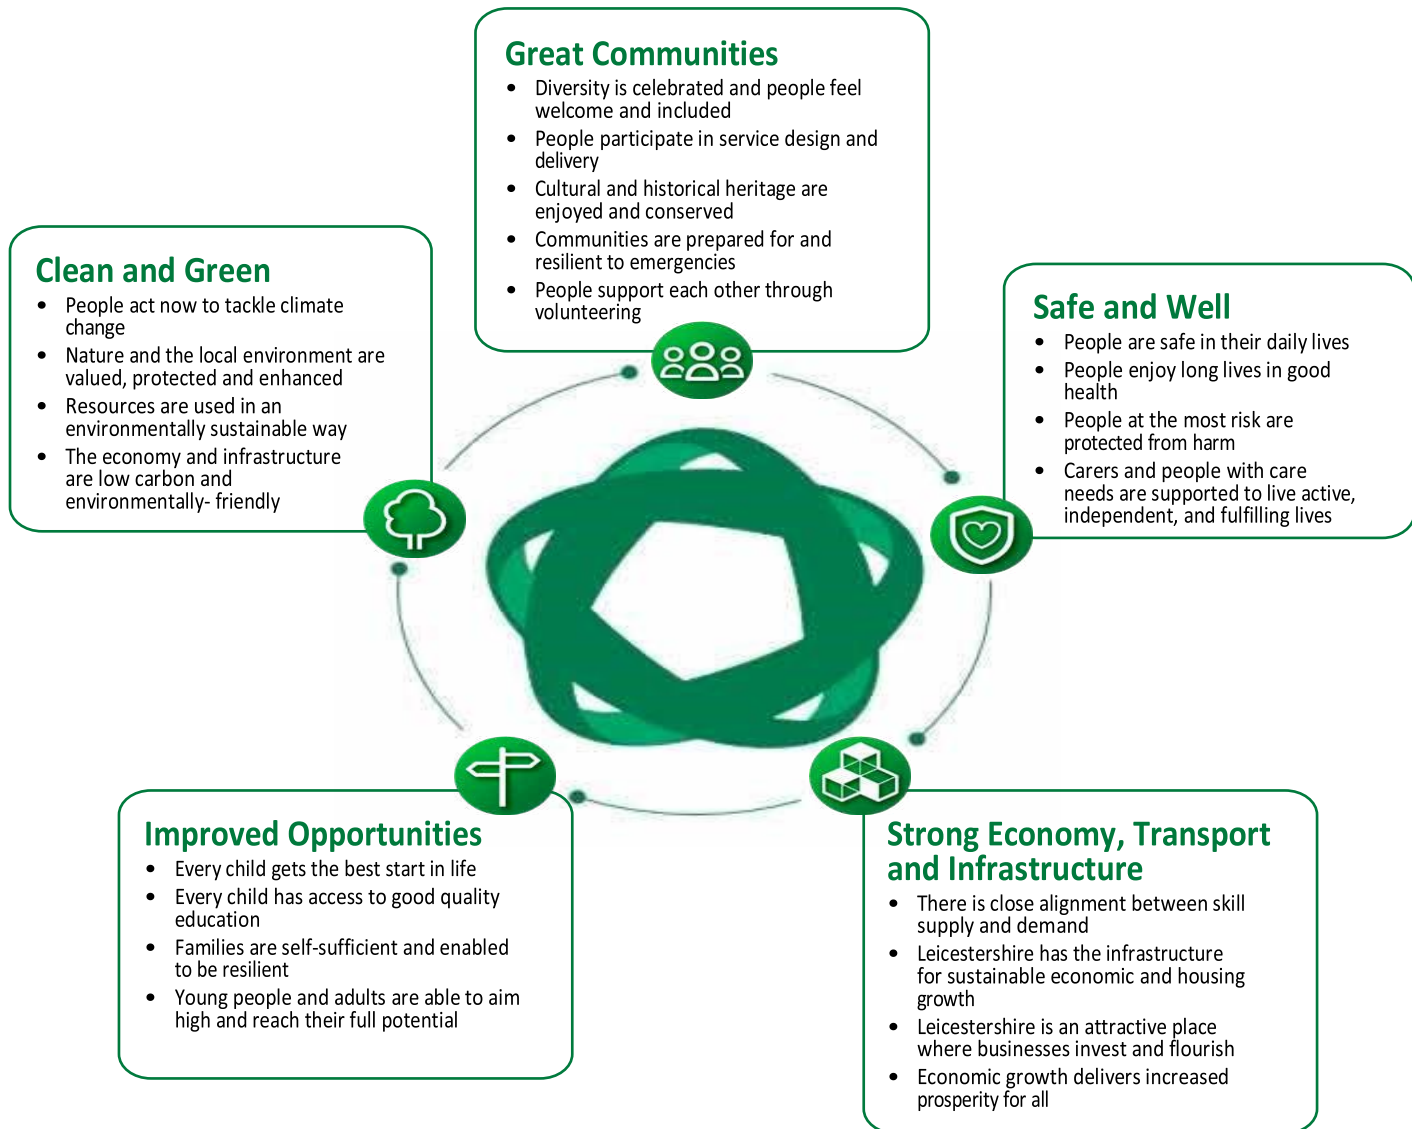 Great Communities
• Diversity is celebrated and people feel
welcome and included
• People participate in service design and
delivery
• Cultural and historical heritage are
enjoyed and conserved
• Communities are prepared for and
resilient to emergencies
• People support each other through
volunteering
Clean and Green
• People act now to tackle climate
change
• Nature and the local environment are
valued, protected and enhanced
• Resources are used in an
environmentally sustainable way
• The economy and infrastructure
are low carbon and
environmentally- friendly
Safe and Well
• People are safe in their daily lives
• People enjoy long lives in good
health
• People at the most risk are
protected from harm
• Carers and people with care
needs are supported to live active,
independent, and fulfilling lives
Improved Opportunities
• Every child gets the best start in life
• Every child has access to good quality
education
• Families are self-sufficient and enabled
to be resilient
• Young people and adults are able to aim
high and reach their full potential
Strong Economy, Transport
and Infrastructure
• There is close alignment between skill
supply and demand
• Leicestershire has the infrastructure
for sustainable economic and housing
growth
• Leicestershire is an attractive place
where businesses invest and flourish
• Economic growth delivers increased
prosperity for all